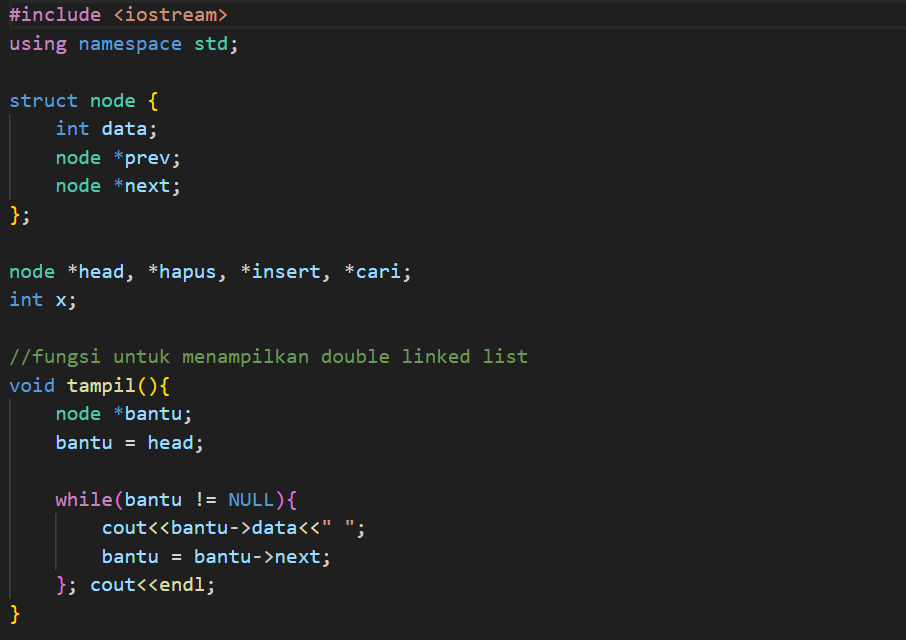 #include <iostream>
using namespace std;
struct node {
int data;
node *prev;
node *next;
};
node *head, *hapus, *insert, *cari;
int x;
//fungsi untuk menampilkan double linked list
void tampil(){
node *bantu;
bantu = head;
while(bantu != NULL){
cout<<bantu->data<<" ";
bantu = bantu->next;
}; cout<<endl;
}